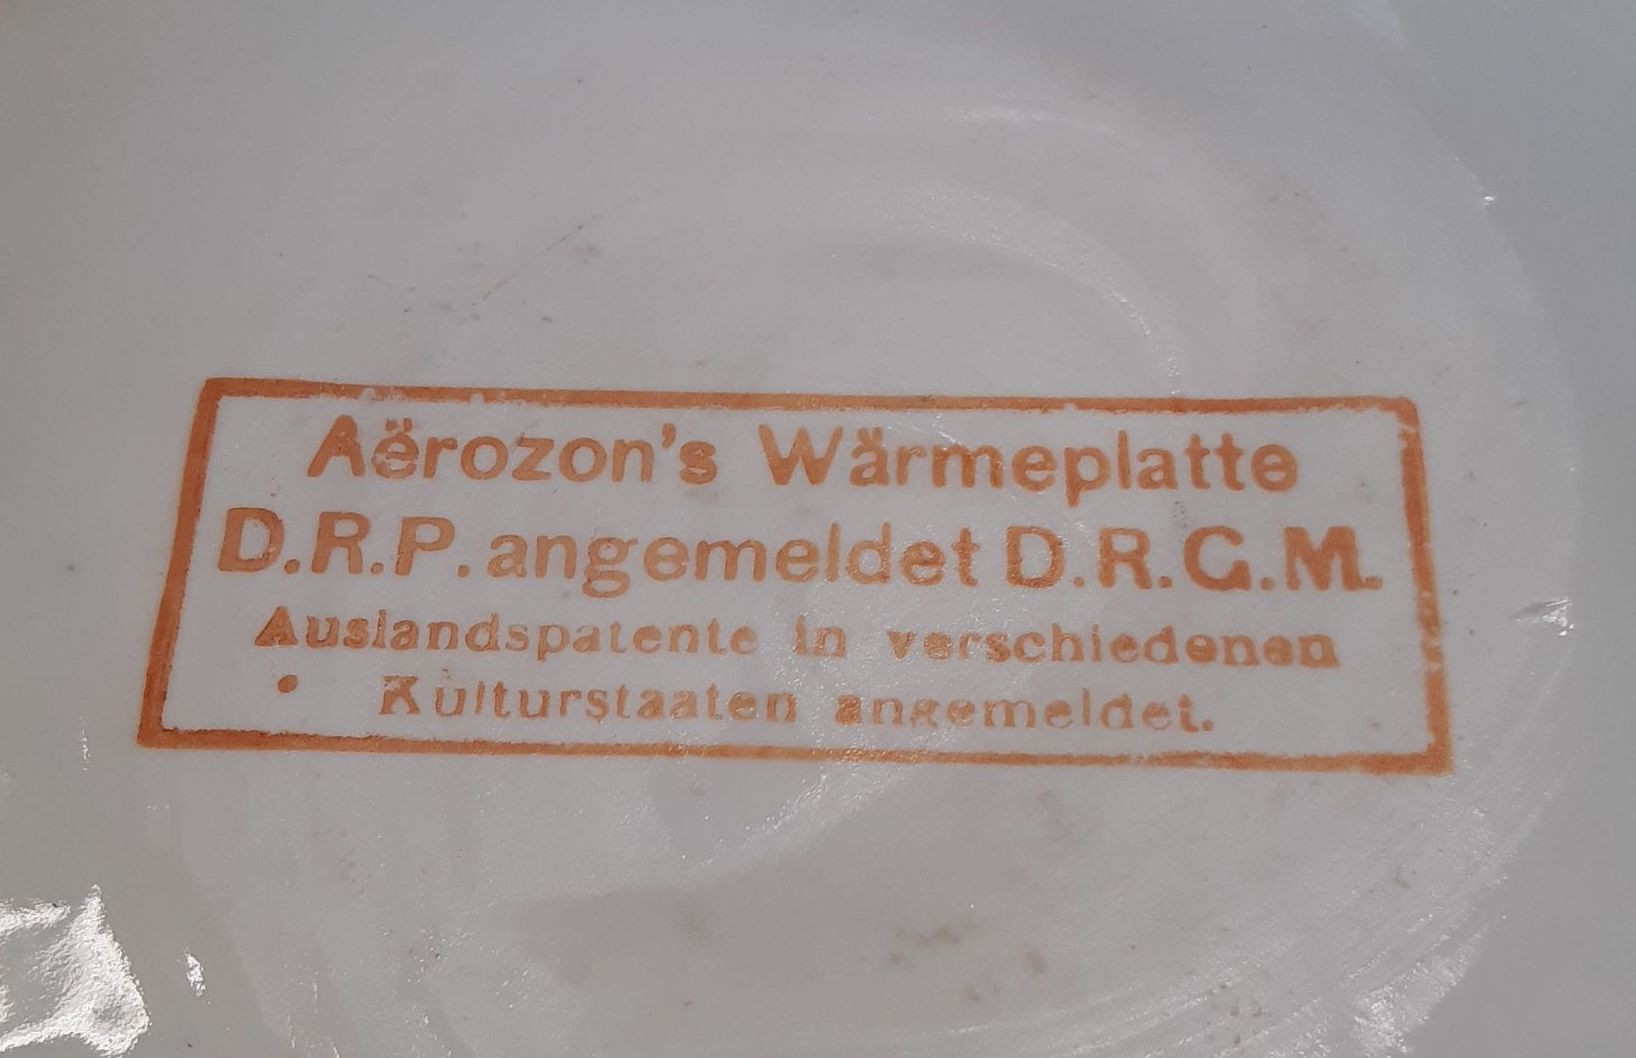 Aërozon's Wärmeplatte
D.R.P. angemeldet D.R.G.M.
Auslandspatente in verschiedenen
Kulturstaaten angemeldet.